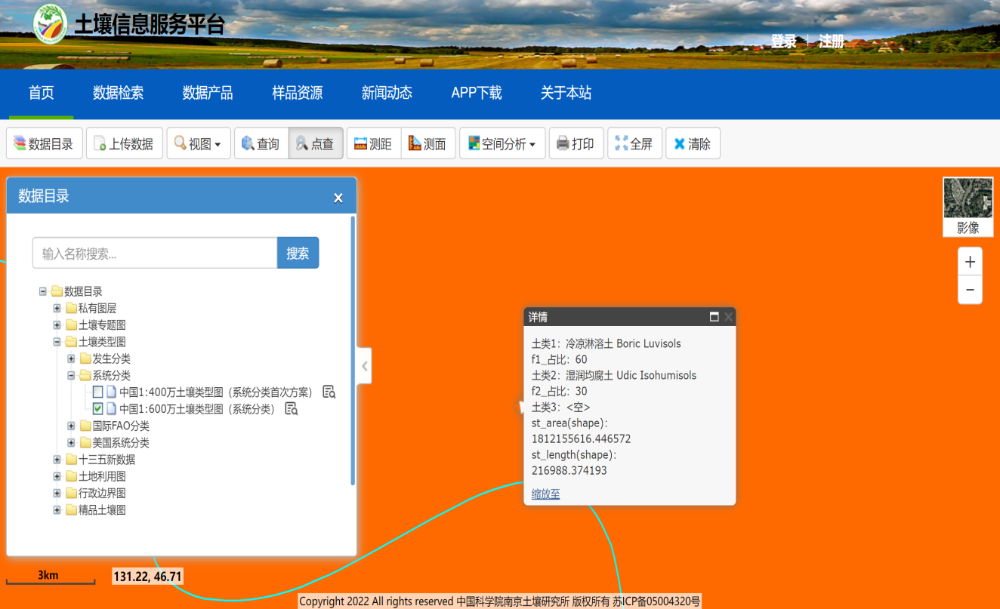 土壤信息服务平台
登录 | 注册
首页 数据检索 数据产品 样品资源 新闻动态 APP下载 关于本站
数据目录 上传数据 视图 查询 点查 测距 测面 空间分析 打印 全屏 清除
数据目录 x
影像
输入名称搜索... 搜索
+
−
数据目录
私有图层
土壤专题图
土壤类型图
发生分类
系统分类
中国1:400万土壤类型图（系统分类首次方案）
中国1:600万土壤类型图（系统分类）
国际FAO分类
美国系统分类
十三五新数据
土地利用图
行政边界图
精品土壤图
详情
土类1: 冷凉淋溶土 Boric Luvisols
f1_占比: 60
土类2: 湿润均腐土 Udic Isohumisols
f2_占比: 30
土类3: <空>
st_area(shape):
1812155616.446572
st_length(shape):
216988.374193
缩放至
3km
131.22, 46.71
Copyright 2022 All rights reserved 中国科学院南京土壤研究所 版权所有 苏ICP备05004320号